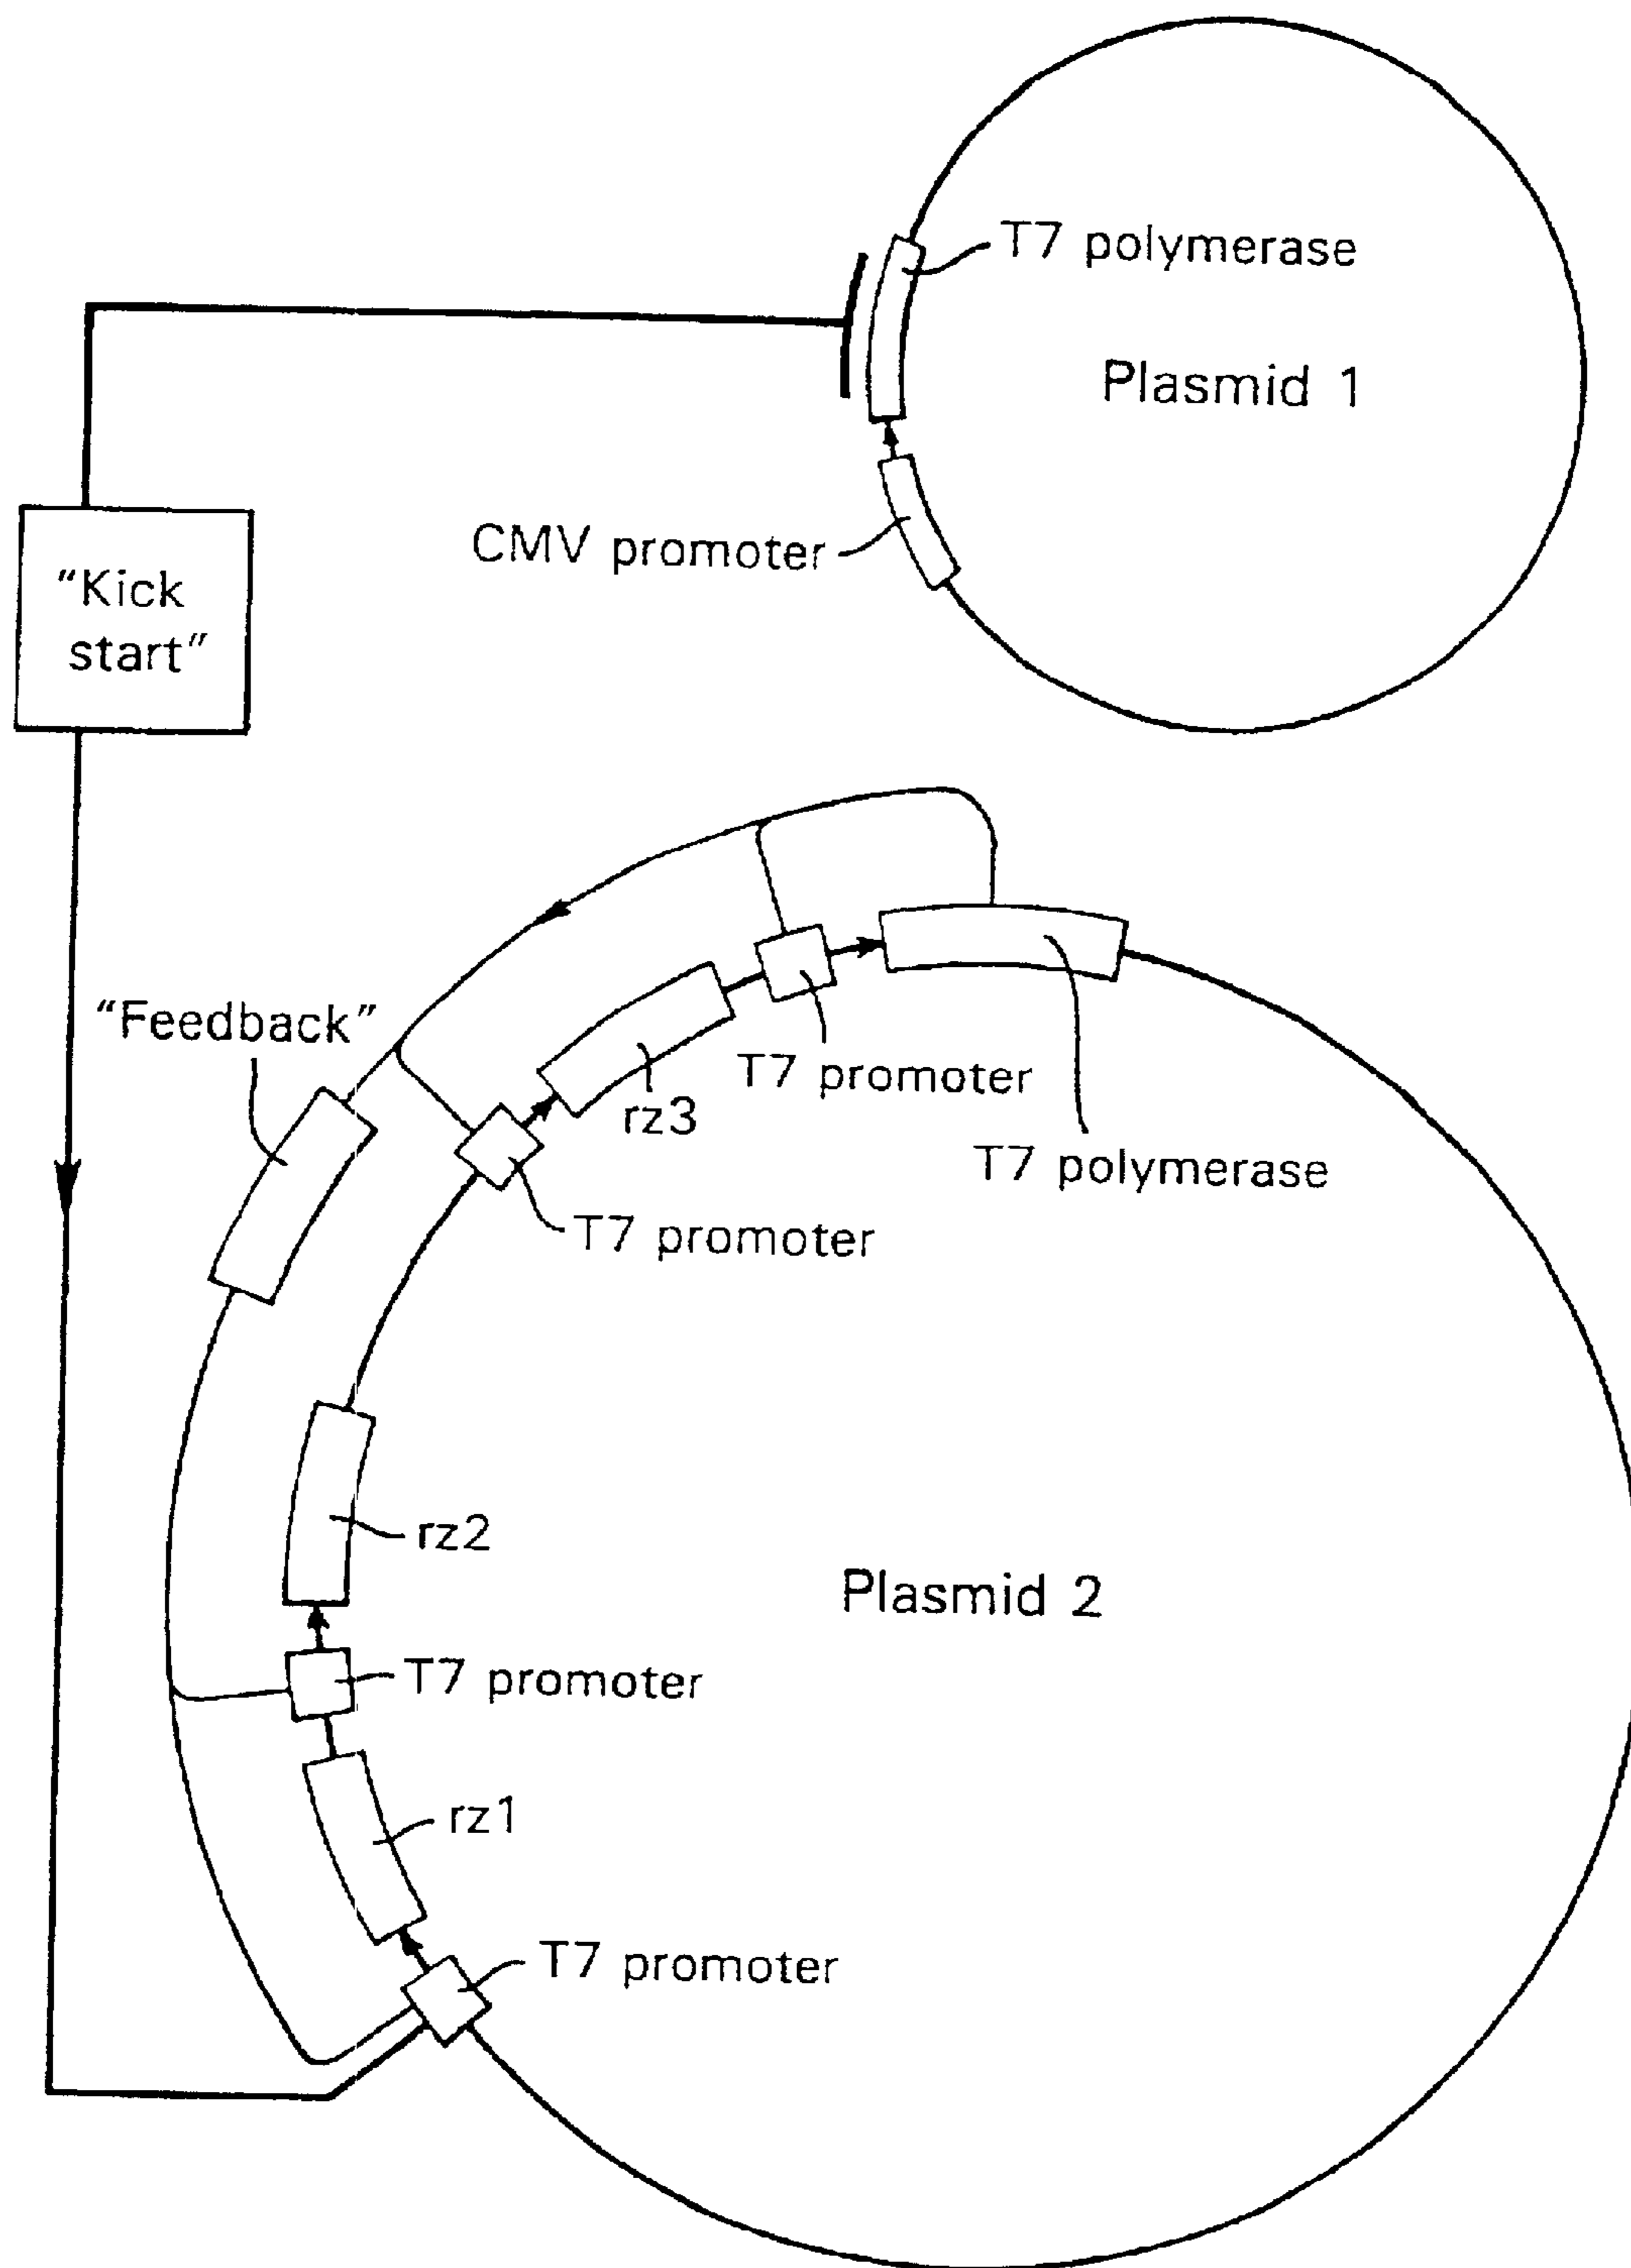 T7 polymerase
Plasmid 1
CMV promoter
“Kick
start”
“Feedback”
T7 promoter
rz3
T7 polymerase
T7 promoter
rz2
Plasmid 2
T7 promoter
rz1
T7 promoter